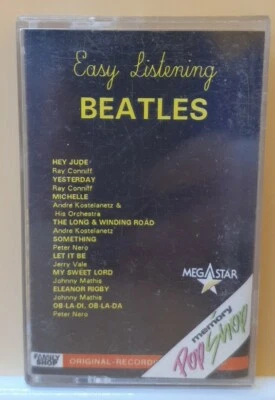 Easy Listening
BEATLES
HEY JUDE
Ray Conniff
YESTERDAY
Ray Conniff
MICHELLE
Andre Kostelanetz &
His Orchestra
THE LONG & WINDING ROAD
Andre Kostelanetz
SOMETHING
Peter Nero
LET IT BE
Jerry Vale
MY SWEET LORD
Johnny Mathis
ELEANOR RIGBY
Johnny Mathis
OB-LA-DI, OB-LA-DA
Peter Nero
MEGASTAR
memory
POP SHOP
SHOP
ORIGINAL-RECORD